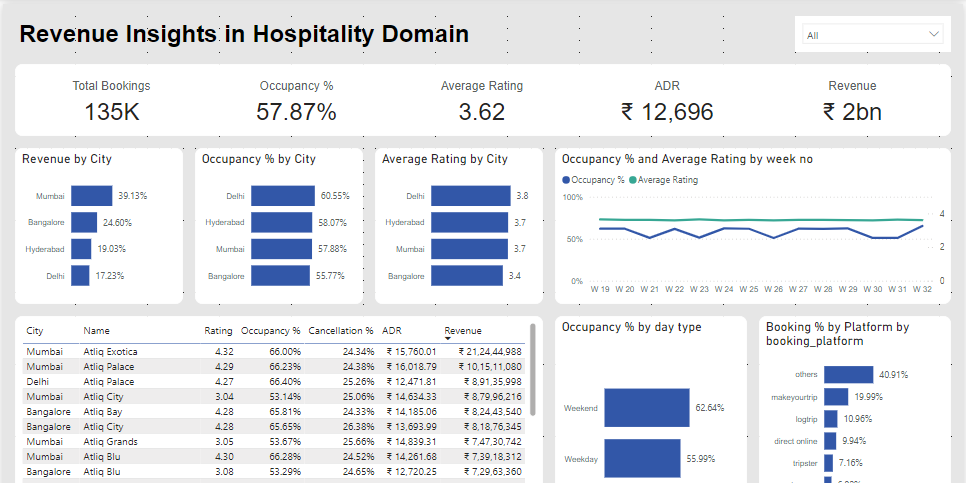 Revenue Insights in Hospitality Domain
All
Total Bookings
135K
Occupancy %
57.87%
Average Rating
3.62
ADR
₹ 12,696
Revenue
₹ 2bn
Revenue by City
Mumbai 39.13%
Bangalore 24.60%
Hyderabad 19.03%
Delhi 17.23%
Occupancy % by City
Delhi 60.55%
Hyderabad 58.07%
Mumbai 57.88%
Bangalore 55.77%
Average Rating by City
Delhi 3.8
Hyderabad 3.7
Mumbai 3.7
Bangalore 3.4
Occupancy % and Average Rating by week no
Occupancy % Average Rating
100%
50%
0%
4
2
0
W 19 W 20 W 21 W 22 W 23 W 24 W 25 W 26 W 27 W 28 W 29 W 30 W 31 W 32
City Name Rating Occupancy % Cancellation % ADR Revenue
Mumbai Atliq Exotica 4.32 66.00% 24.34% ₹ 15,760.01 ₹ 21,24,44,988
Mumbai Atliq Palace 4.29 66.23% 24.38% ₹ 16,018.79 ₹ 10,15,11,080
Delhi Atliq Palace 4.27 66.40% 25.26% ₹ 12,471.81 ₹ 8,91,35,998
Mumbai Atliq City 3.04 53.14% 25.06% ₹ 14,634.33 ₹ 8,79,96,216
Bangalore Atliq Bay 4.28 65.81% 24.33% ₹ 14,185.06 ₹ 8,24,43,540
Bangalore Atliq City 4.28 65.65% 26.38% ₹ 13,693.99 ₹ 8,18,76,345
Mumbai Atliq Grands 3.05 53.67% 25.66% ₹ 14,839.31 ₹ 7,47,30,742
Mumbai Atliq Blu 4.30 66.28% 24.52% ₹ 14,261.68 ₹ 7,39,18,312
Bangalore Atliq Blu 3.08 53.29% 24.65% ₹ 12,720.25 ₹ 7,29,63,360
Occupancy % by day type
Weekend 62.64%
Weekday 55.99%
Booking % by Platform by
booking_platform
others 40.91%
makeyourtrip 19.99%
logtrip 10.96%
direct online 9.94%
tripster 7.16%